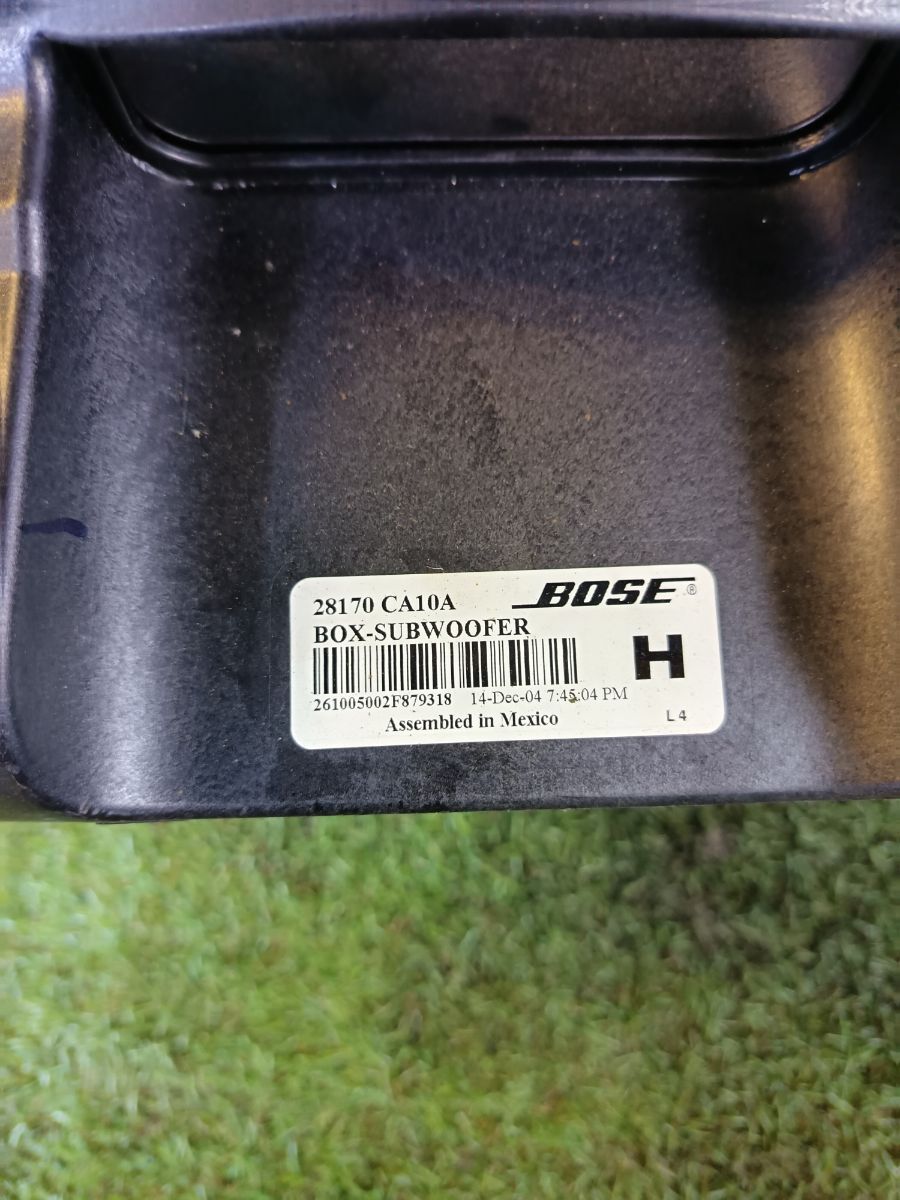 28170 CA10A BOSE®
BOX-SUBWOOFER
H
261005002F879318 14-Dec-04 7:45:04 PM
Assembled in Mexico L4